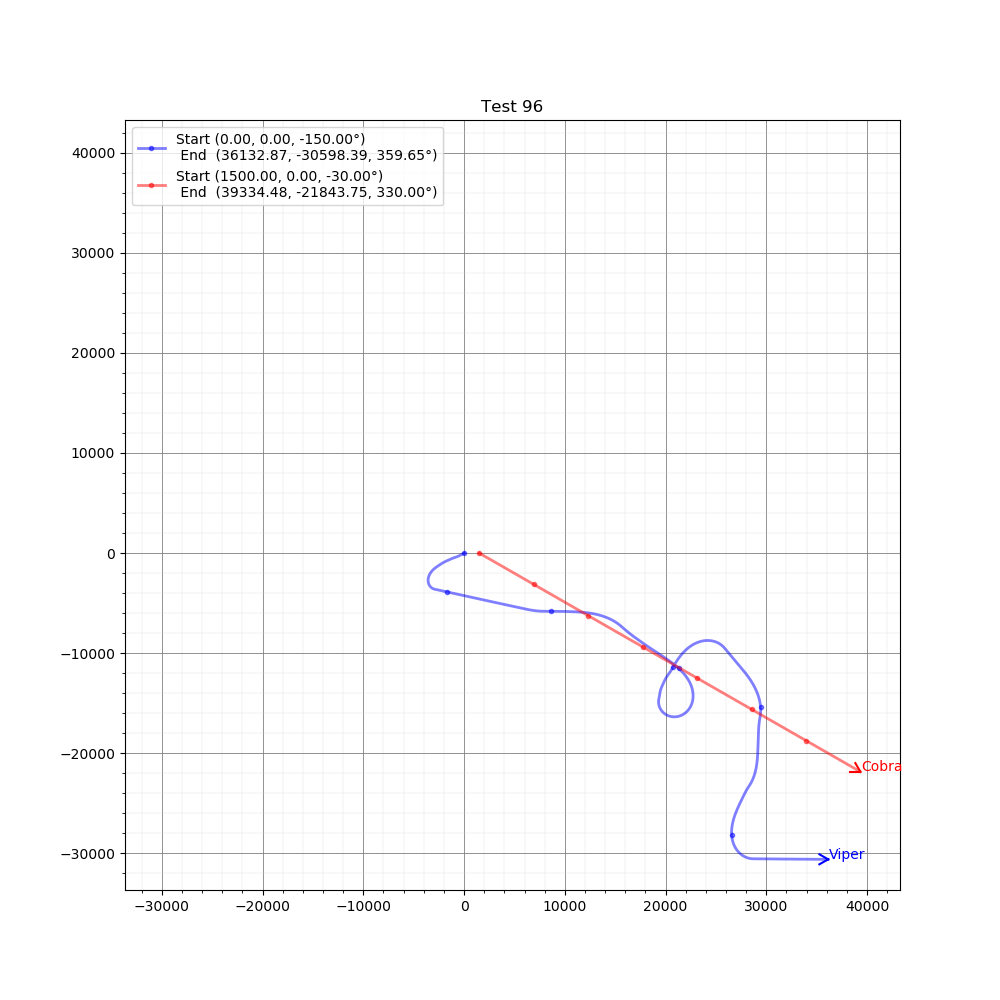 Test 96
Start (0.00, 0.00, -150.00°)
End (36132.87, -30598.39, 359.65°)
Start (1500.00, 0.00, -30.00°)
End (39334.48, -21843.75, 330.00°)
40000
30000
20000
10000
0
−10000
−20000
−30000
Cobra
Viper
−30000 −20000 −10000 0 10000 20000 30000 40000